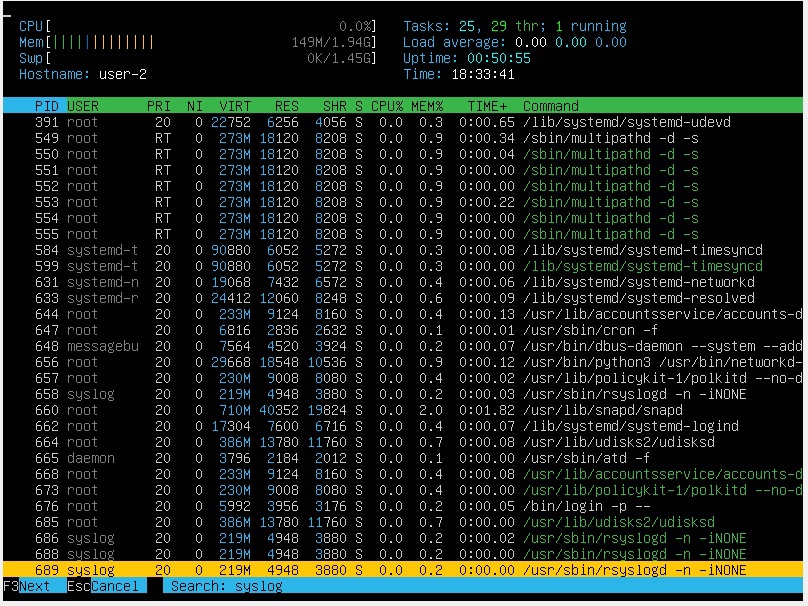 CPU[ 0.0%] Tasks: 25, 29 thr; 1 running
Mem[||||||||||||||| 149M/1.94G] Load average: 0.00 0.00 0.00
Swp[ 0K/1.45G] Uptime: 00:50:55
Hostname: user-2 Time: 18:33:41
PID USER PRI NI VIRT RES SHR S CPU% MEM% TIME+ Command
391 root 20 0 22752 6256 4056 S 0.0 0.3 0:00.65 /lib/systemd/systemd-udevd
549 root RT 0 273M 18120 8208 S 0.0 0.9 0:00.34 /sbin/multipathd -d -s
550 root RT 0 273M 18120 8208 S 0.0 0.9 0:00.04 /sbin/multipathd -d -s
551 root RT 0 273M 18120 8208 S 0.0 0.9 0:00.00 /sbin/multipathd -d -s
552 root RT 0 273M 18120 8208 S 0.0 0.9 0:00.00 /sbin/multipathd -d -s
553 root RT 0 273M 18120 8208 S 0.0 0.9 0:00.22 /sbin/multipathd -d -s
554 root RT 0 273M 18120 8208 S 0.0 0.9 0:00.00 /sbin/multipathd -d -s
555 root RT 0 273M 18120 8208 S 0.0 0.9 0:00.00 /sbin/multipathd -d -s
584 systemd-t 20 0 90880 6052 5272 S 0.0 0.3 0:00.08 /lib/systemd/systemd-timesyncd
599 systemd-t 20 0 90880 6052 5272 S 0.0 0.3 0:00.00 /lib/systemd/systemd-timesyncd
631 systemd-n 20 0 19068 7432 6572 S 0.0 0.4 0:00.06 /lib/systemd/systemd-networkd
633 systemd-r 20 0 24412 12060 8248 S 0.0 0.6 0:00.09 /lib/systemd/systemd-resolved
644 root 20 0 233M 9124 8160 S 0.0 0.4 0:00.13 /usr/lib/accountsservice/accounts-d
647 root 20 0 6816 2836 2632 S 0.0 0.1 0:00.01 /usr/sbin/cron -f
648 messagebu 20 0 7564 4520 3924 S 0.0 0.2 0:00.07 /usr/bin/dbus-daemon --system --add
656 root 20 0 29668 18548 10536 S 0.0 0.9 0:00.12 /usr/bin/python3 /usr/bin/networkd-
657 root 20 0 230M 9008 8080 S 0.0 0.4 0:00.02 /usr/lib/policykit-1/polkitd --no-d
658 syslog 20 0 219M 4948 3880 S 0.0 0.2 0:00.03 /usr/sbin/rsyslogd -n -iNONE
660 root 20 0 710M 40352 19824 S 0.0 2.0 0:01.82 /usr/lib/snapd/snapd
662 root 20 0 17304 7600 6716 S 0.0 0.4 0:00.07 /lib/systemd/systemd-logind
664 root 20 0 386M 13780 11760 S 0.0 0.7 0:00.08 /usr/lib/udisks2/udisksd
665 daemon 20 0 3796 2184 2012 S 0.0 0.1 0:00.00 /usr/sbin/atd -f
668 root 20 0 233M 9124 8160 S 0.0 0.4 0:00.08 /usr/lib/accountsservice/accounts-d
673 root 20 0 230M 9008 8080 S 0.0 0.4 0:00.00 /usr/lib/policykit-1/polkitd --no-d
676 root 20 0 5992 3956 3176 S 0.0 0.2 0:00.05 /bin/login -p --
685 root 20 0 386M 13780 11760 S 0.0 0.7 0:00.00 /usr/lib/udisks2/udisksd
686 syslog 20 0 219M 4948 3880 S 0.0 0.2 0:00.02 /usr/sbin/rsyslogd -n -iNONE
688 syslog 20 0 219M 4948 3880 S 0.0 0.2 0:00.00 /usr/sbin/rsyslogd -n -iNONE
689 syslog 20 0 219M 4948 3880 S 0.0 0.2 0:00.00 /usr/sbin/rsyslogd -n -iNONE
F3Next EscCancel Search: syslog